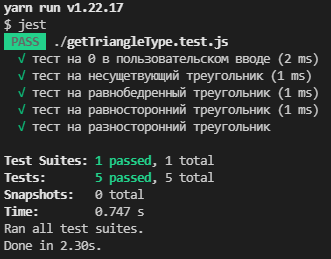 yarn run v1.22.17
$ jest
PASS ./getTriangleType.test.js
√ тест на 0 в пользовательском вводе (2 ms)
√ тест на несущетвующий треугольник (1 ms)
√ тест на равнобедренный треугольник (1 ms)
√ тест на равносторонний треугольник (1 ms)
√ тест на разносторонний треугольник
Test Suites: 1 passed, 1 total
Tests: 5 passed, 5 total
Snapshots: 0 total
Time: 0.747 s
Ran all test suites.
Done in 2.30s.